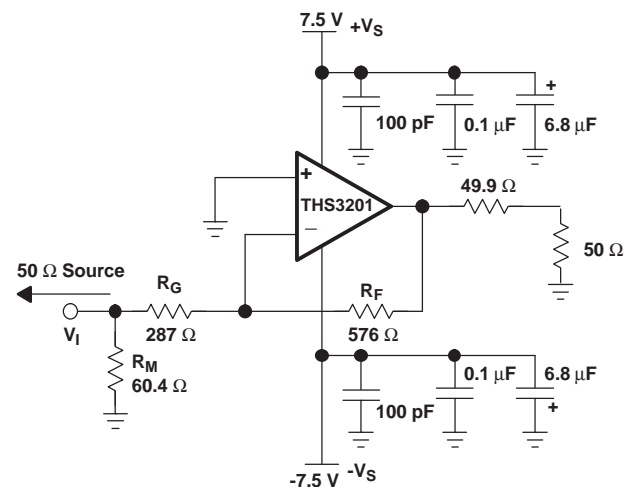 7.5 V
+VS
+
100 pF
0.1 μF
6.8 μF
+
THS3201
−
49.9 Ω
50 Ω
50 Ω Source
RG
RF
VI
287 Ω
576 Ω
RM
60.4 Ω
100 pF
0.1 μF
6.8 μF
+
-7.5 V
-VS